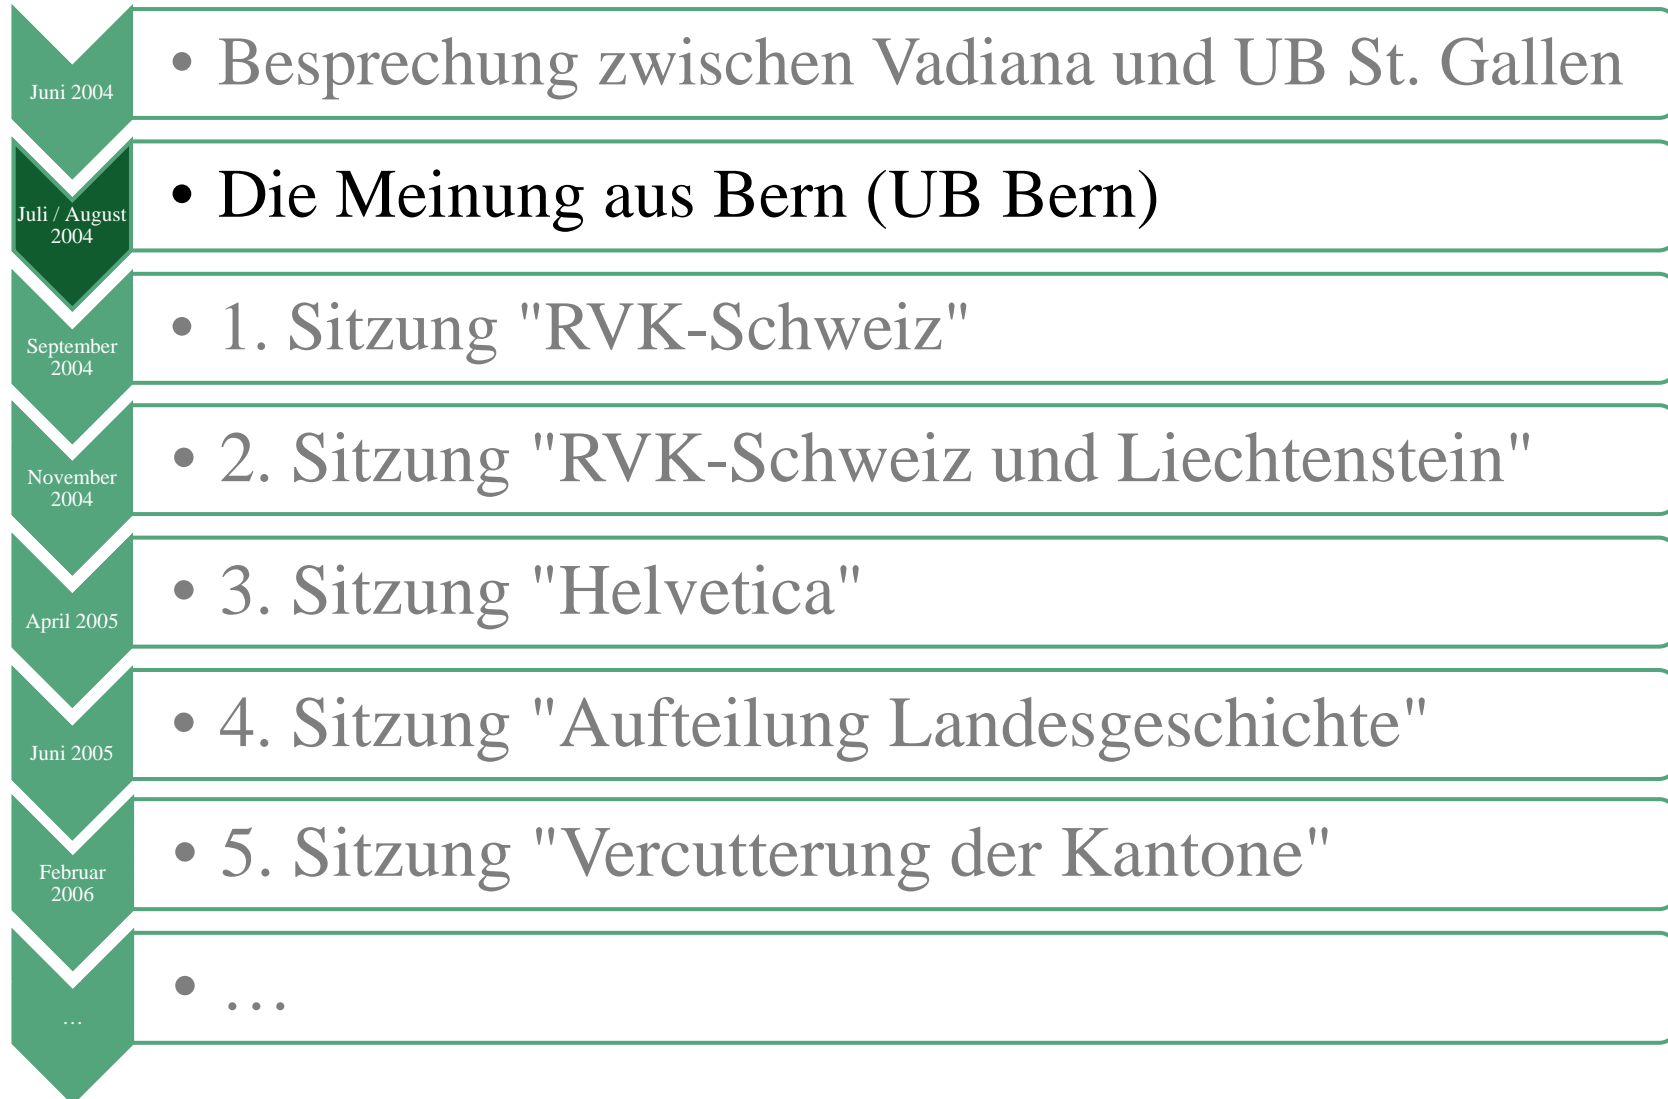 Juni 2004
• Besprechung zwischen Vadiana und UB St. Gallen
Juli / August
2004
• Die Meinung aus Bern (UB Bern)
September
2004
• 1. Sitzung "RVK-Schweiz"
November
2004
• 2. Sitzung "RVK-Schweiz und Liechtenstein"
April 2005
• 3. Sitzung "Helvetica"
Juni 2005
• 4. Sitzung "Aufteilung Landesgeschichte"
Februar
2006
• 5. Sitzung "Vercutterung der Kantone"
…
• …